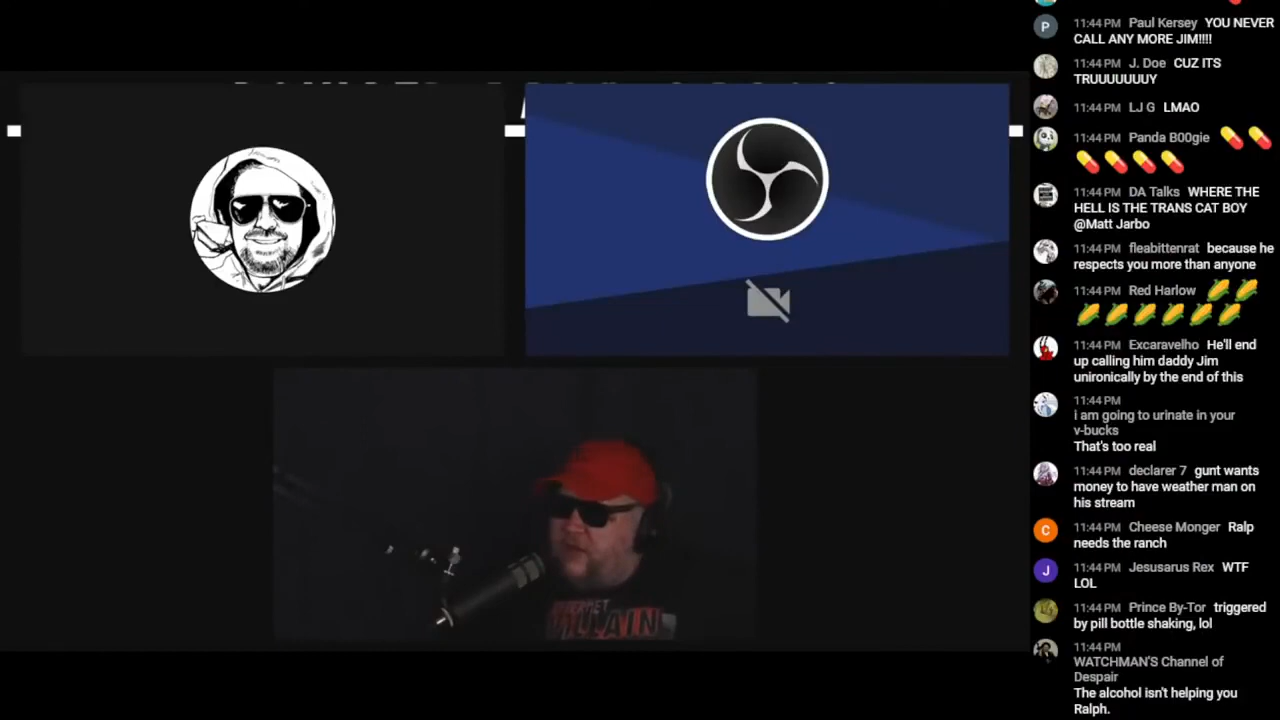 11:44 PM Paul Kersey YOU NEVER
CALL ANY MORE JIM!!!!
11:44 PM J. Doe CUZ ITS
TRUUUUUUUY
11:44 PM LJ G LMAO
11:44 PM Panda B00gie
11:44 PM DA Talks WHERE THE
HELL IS THE TRANS CAT BOY
@Matt Jarbo
11:44 PM fleabittenrat because he
respects you more than anyone
11:44 PM Red Harlow
11:44 PM Excaravelho He'll end
up calling him daddy Jim
unironically by the end of this
11:44 PM
i am going to urinate in your
v-bucks
That's too real
11:44 PM declarer 7 gunt wants
money to have weather man on
his stream
11:44 PM Cheese Monger Ralp
needs the ranch
11:44 PM Jesusarus Rex WTF
LOL
11:44 PM Prince By-Tor triggered
by pill bottle shaking, lol
11:44 PM
WATCHMAN'S Channel of
Despair
The alcohol isn't helping you
Ralph.
P
C
J
VILLAIN